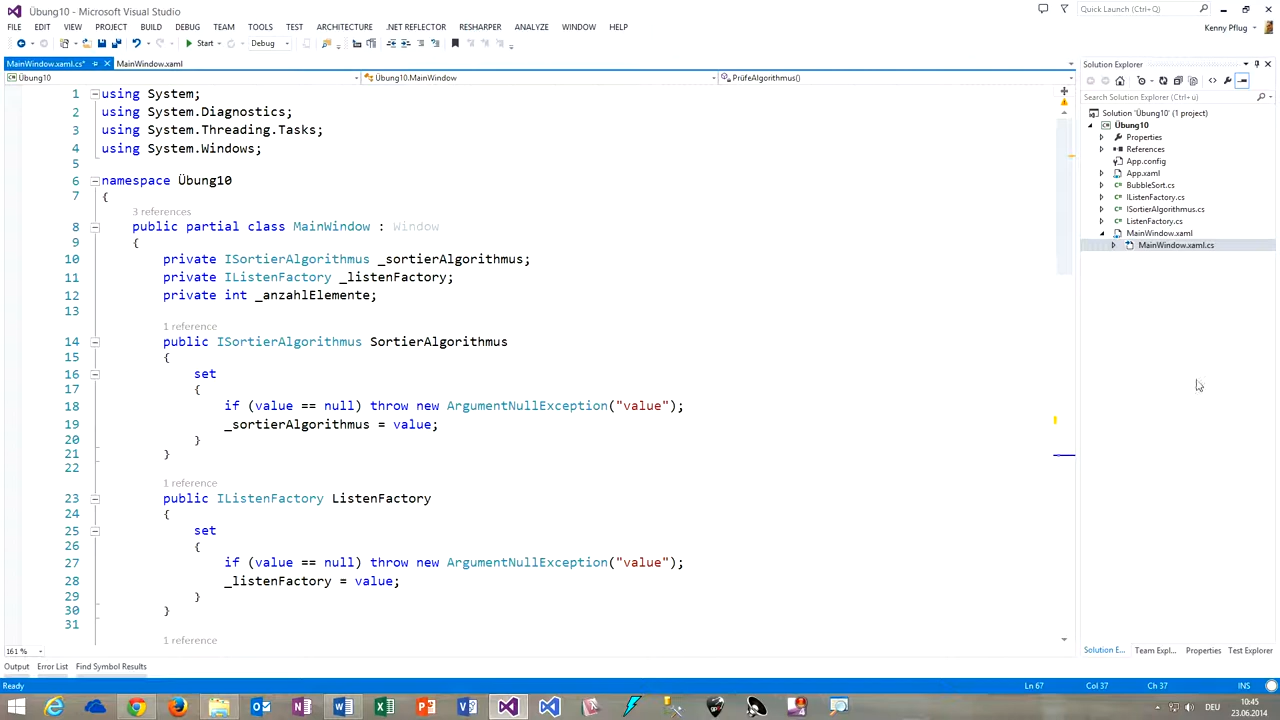 Übung10 - Microsoft Visual Studio
Quick Launch (Ctrl+Q)
FILE EDIT VIEW PROJECT BUILD DEBUG TEAM TOOLS TEST ARCHITECTURE .NET REFLECTOR RESHARPER ANALYZE WINDOW HELP
Kenny Pflug
Start Debug
MainWindow.xaml.cs* MainWindow.xaml
Übung10 Übung10.MainWindow PrüfeAlgorithmus()
1 using System;
2 using System.Diagnostics;
3 using System.Threading.Tasks;
4 using System.Windows;
5
6 namespace Übung10
7 {
3 references
8 public partial class MainWindow : Window
9 {
10 private ISortierAlgorithmus _sortierAlgorithmus;
11 private IListenFactory _listenFactory;
12 private int _anzahlElemente;
13
1 reference
14 public ISortierAlgorithmus SortierAlgorithmus
15 {
16 set
17 {
18 if (value == null) throw new ArgumentNullException("value");
19 _sortierAlgorithmus = value;
20 }
21 }
22
1 reference
23 public IListenFactory ListenFactory
24 {
25 set
26 {
27 if (value == null) throw new ArgumentNullException("value");
28 _listenFactory = value;
29 }
30 }
31
1 reference
161 %
Output Error List Find Symbol Results
Ready
Ln 67 Col 37 Ch 37
Solution Explorer
Search Solution Explorer (Ctrl+ü)
Solution 'Übung10' (1 project)
Übung10
Properties
References
App.config
App.xaml
BubbleSort.cs
IListenFactory.cs
ISortierAlgorithmus.cs
ListenFactory.cs
MainWindow.xaml
MainWindow.xaml.cs
Solution E... Team Expl... Properties Test Explorer
DEU
10:45
23.06.2014